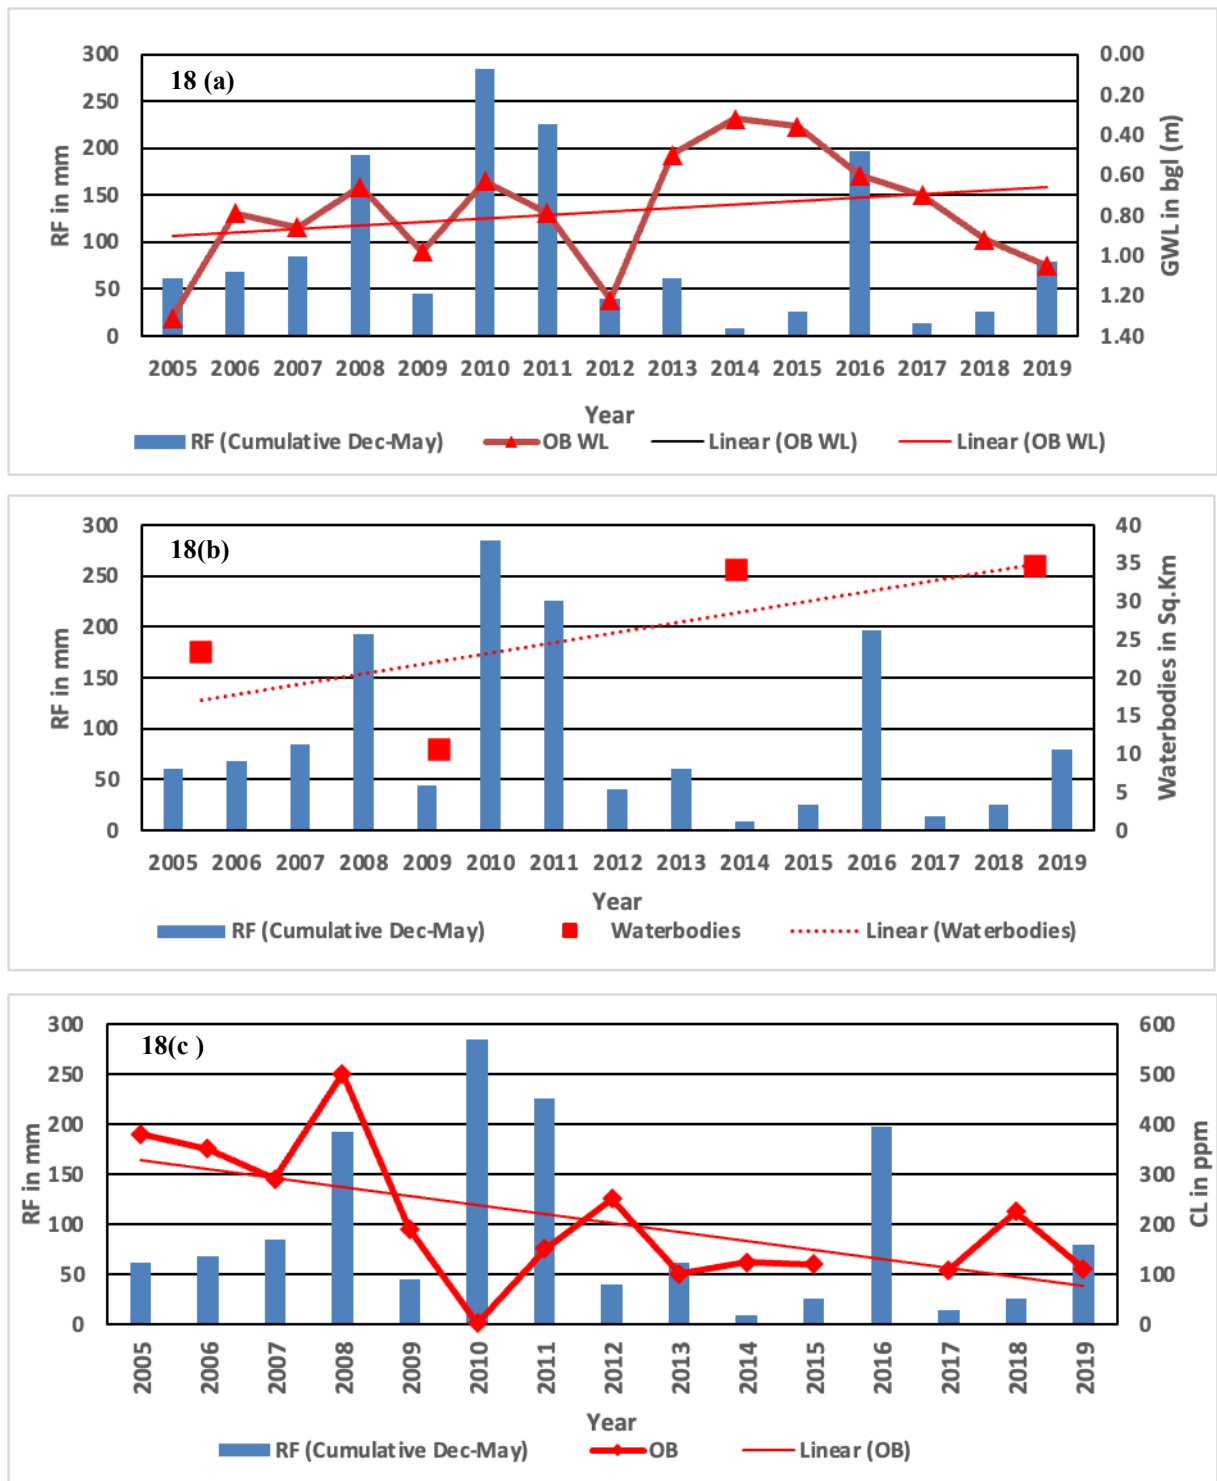 18 (a)
RF in mm
300
250
200
150
100
50
0
0.00
0.20
0.40
0.60
0.80
1.00
1.20
1.40
GWL in bgl (m)
2005 2006 2007 2008 2009 2010 2011 2012 2013 2014 2015 2016 2017 2018 2019
Year
RF (Cumulative Dec-May) OB WL Linear (OB WL) Linear (OB WL)
18(b)
RF in mm
300
250
200
150
100
50
0
40
35
30
25
20
15
10
5
0
Waterbodies in Sq.Km
2005 2006 2007 2008 2009 2010 2011 2012 2013 2014 2015 2016 2017 2018 2019
Year
RF (Cumulative Dec-May) Waterbodies Linear (Waterbodies)
18(c )
RF in mm
300
250
200
150
100
50
0
600
500
400
300
200
100
0
CL in ppm
2005 2006 2007 2008 2009 2010 2011 2012 2013 2014 2015 2016 2017 2018 2019
Year
RF (Cumulative Dec-May) OB Linear (OB)